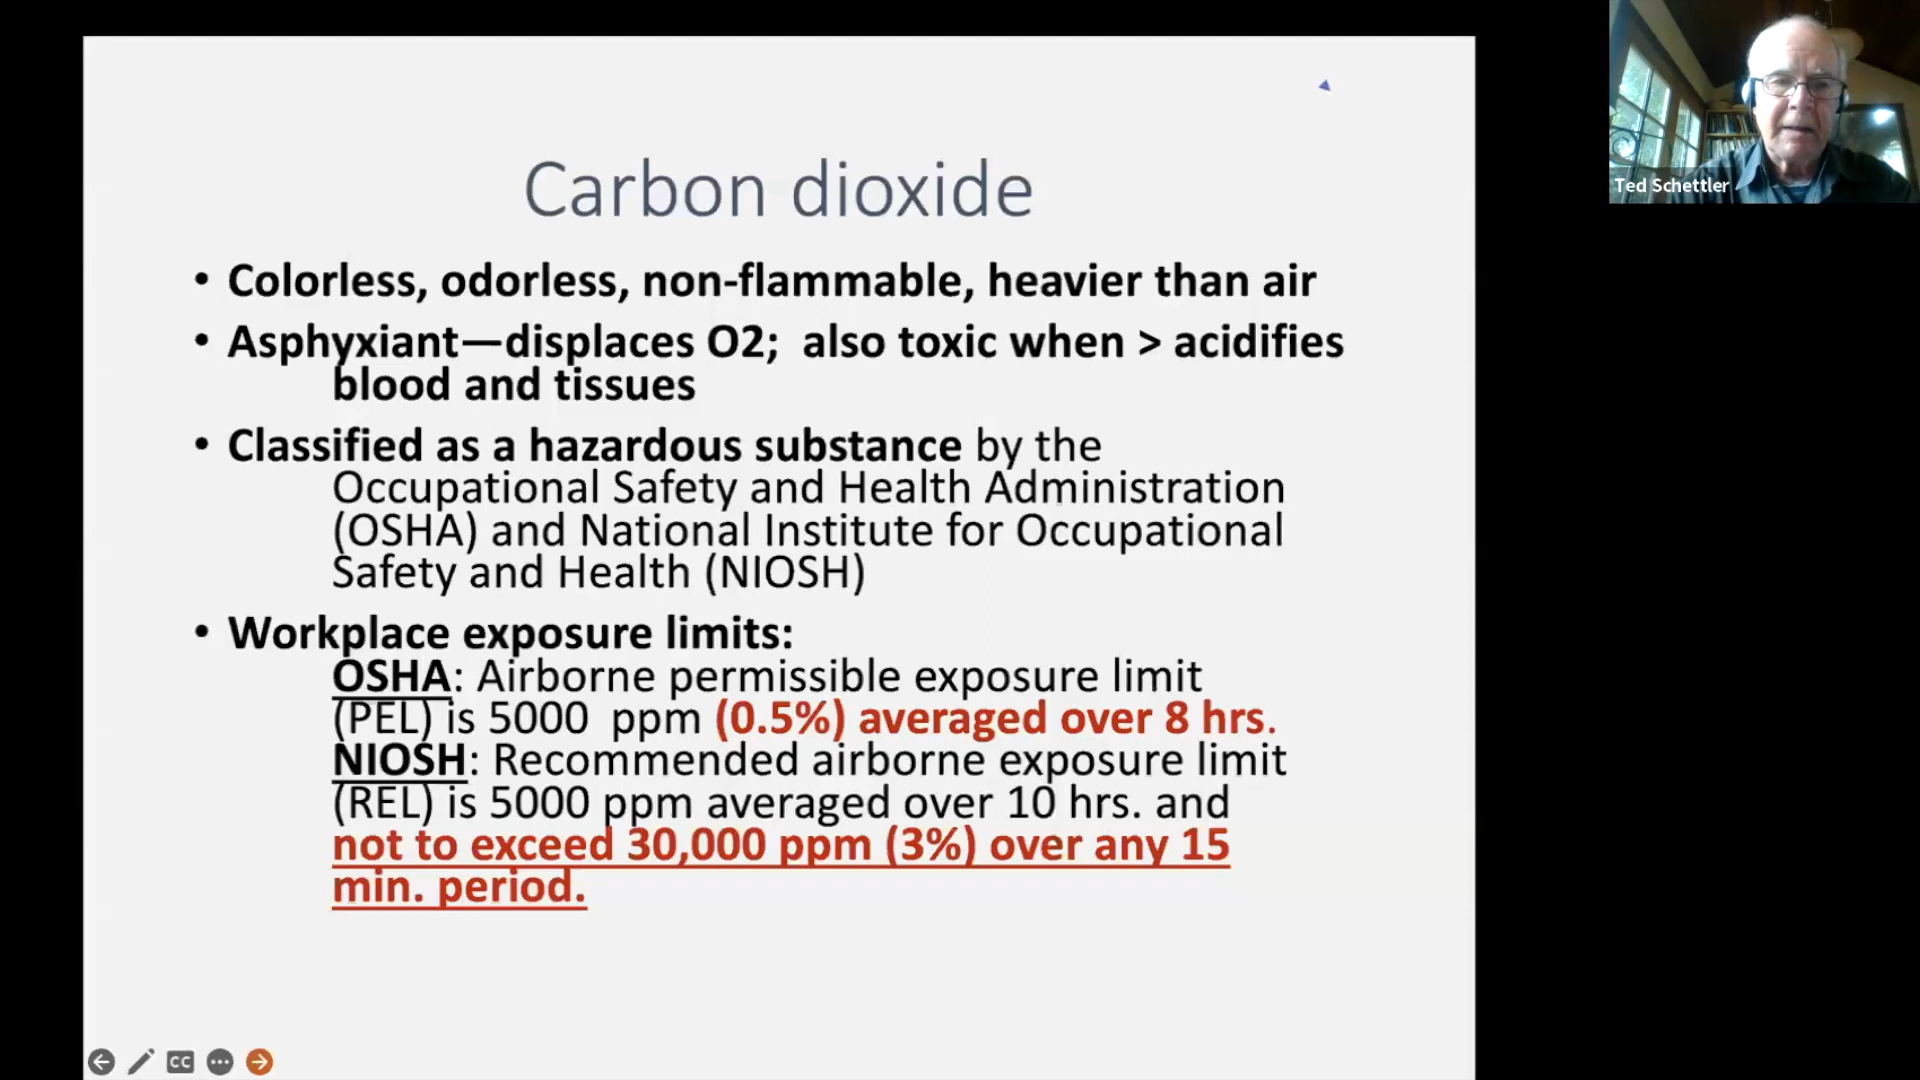 Carbon dioxide
• Colorless, odorless, non-flammable, heavier than air
• Asphyxiant—displaces O2;  also toxic when > acidifies
blood and tissues
• Classified as a hazardous substance by the
Occupational Safety and Health Administration
(OSHA) and National Institute for Occupational
Safety and Health (NIOSH)
• Workplace exposure limits:
OSHA: Airborne permissible exposure limit
(PEL) is 5000  ppm (0.5%) averaged over 8 hrs.
NIOSH: Recommended airborne exposure limit
(REL) is 5000 ppm averaged over 10 hrs. and
not to exceed 30,000 ppm (3%) over any 15
min. period.
Ted Schettler
CC